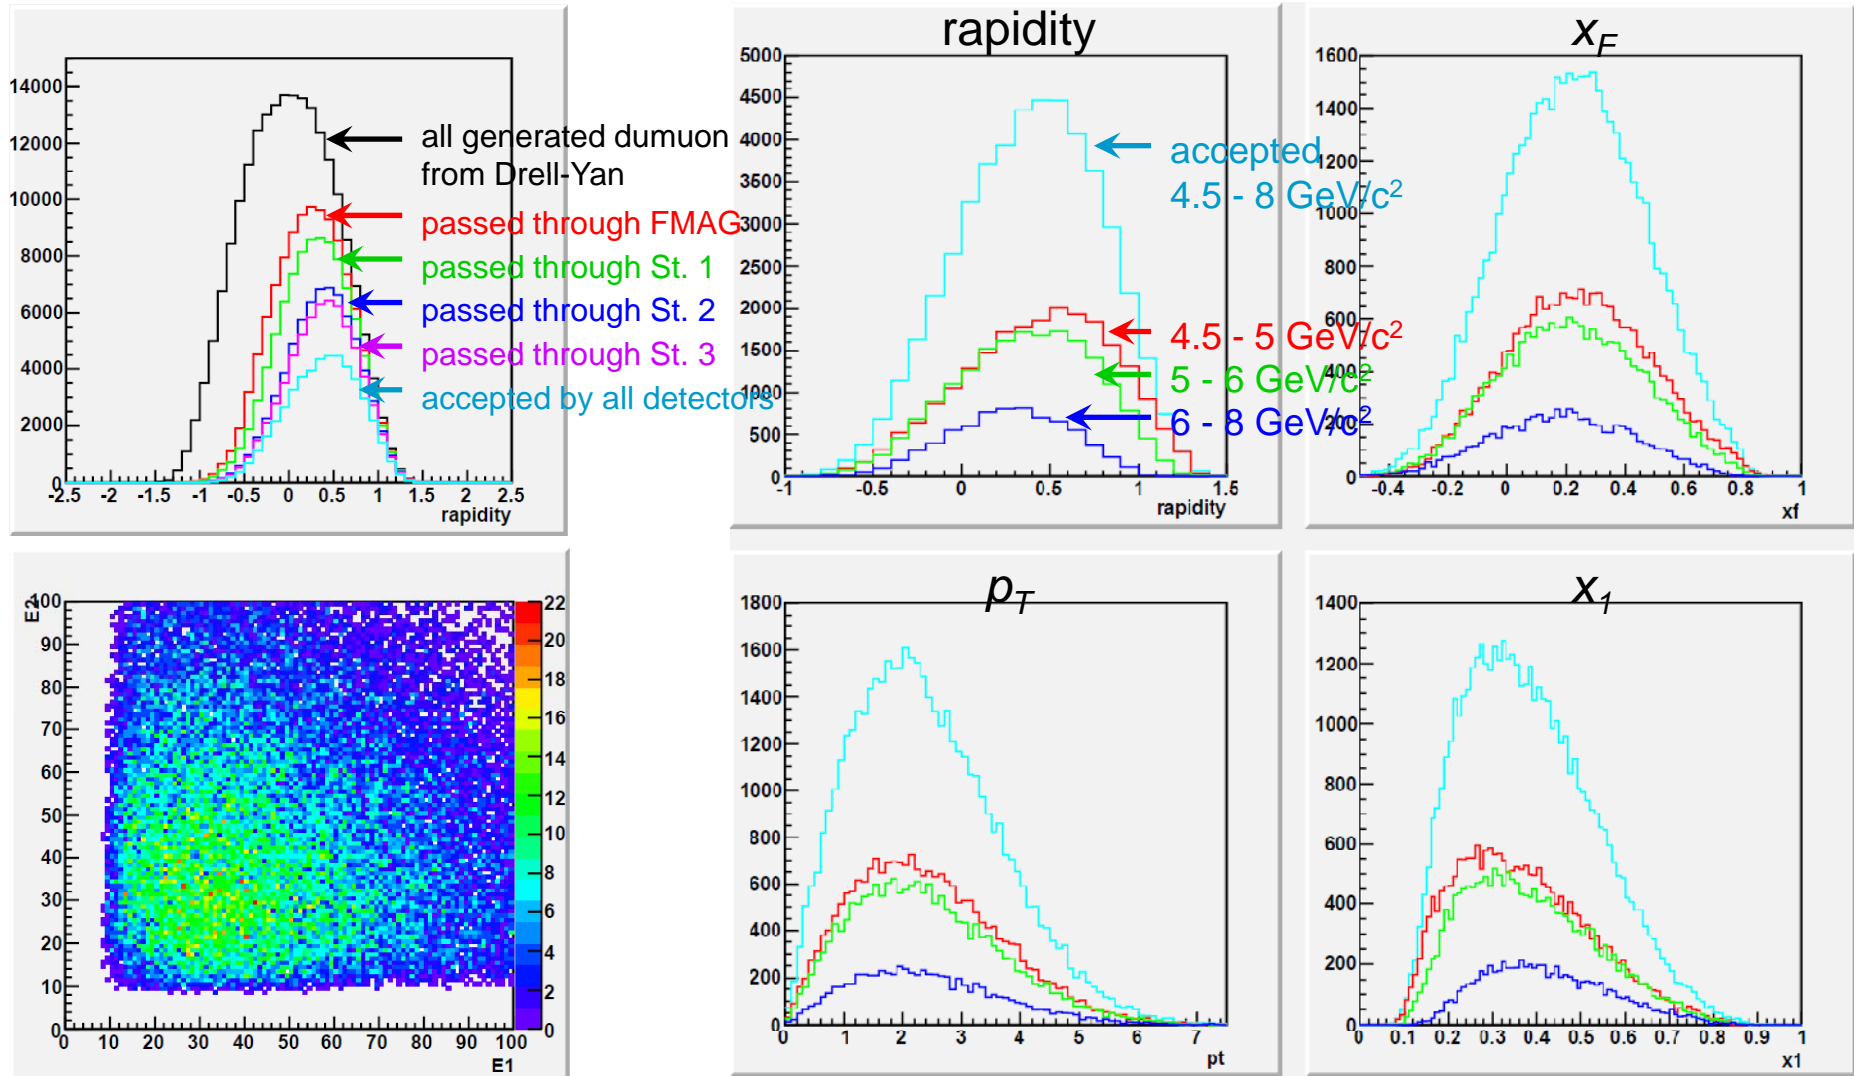 14000
12000
10000
8000
6000
4000
2000
0
-2.5 -2 -1.5 -1 -0.5 0 0.5 1 1.5 2 2.5
rapidity
all generated dumuon
from Drell-Yan
passed through FMAG
passed through St. 1
passed through St. 2
passed through St. 3
accepted by all detectors
rapidity
5000
4500
4000
3500
3000
2500
2000
1500
1000
500
0
-1 -0.5 0 0.5 1 1.5
rapidity
accepted
4.5 - 8 GeV/c²
4.5 - 5 GeV/c²
5 - 6 GeV/c²
6 - 8 GeV/c²
x_F
1600
1400
1200
1000
800
600
400
200
0
-0.4 -0.2 0 0.2 0.4 0.6 0.8 1
xf
E2
100
90
80
70
60
50
40
30
20
10
0
0 10 20 30 40 50 60 70 80 90 100
E1
22
20
18
16
14
12
10
8
6
4
2
0
p_T
1800
1600
1400
1200
1000
800
600
400
200
0
0 1 2 3 4 5 6 7
pt
x_1
1400
1200
1000
800
600
400
200
0
0 0.1 0.2 0.3 0.4 0.5 0.6 0.7 0.8 0.9 1
x1